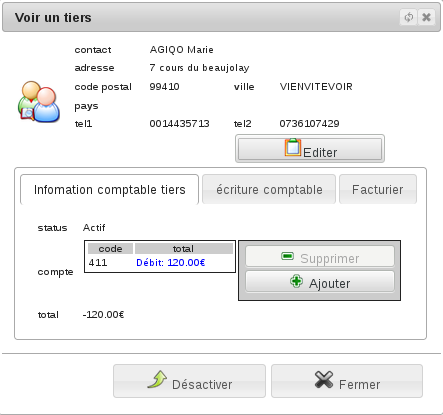 Voir un tiers
contact AGIQO Marie
adresse 7 cours du beaujolay
code postal 99410 ville VIENVITEVOIR
pays
tel1 0014435713 tel2 0736107429
Editer
Infomation comptable tiers écriture comptable Facturier
status Actif
code total
411 Débit: 120.00€
compte
Supprimer
Ajouter
total -120.00€
Désactiver Fermer